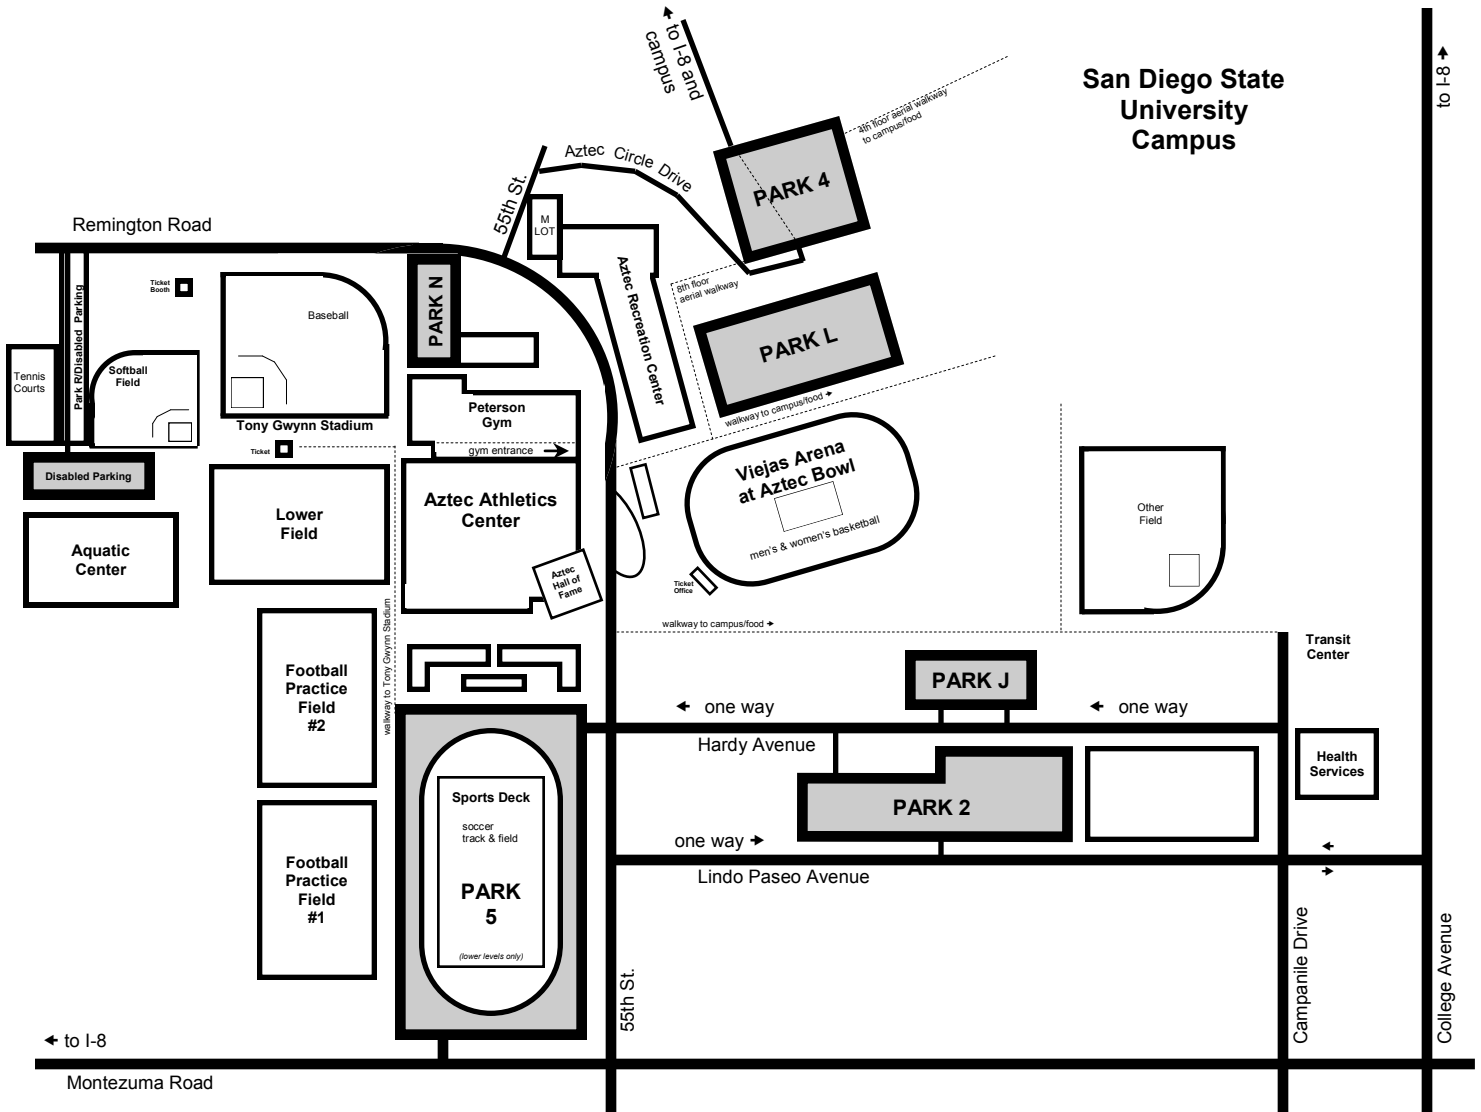 to I-8 and
campus
San Diego State
University
Campus
to I-8
4th floor aerial walkway
to campus/food
Aztec Circle Drive
PARK 4
55th St.
Remington Road
M
LOT
Ticket
Booth
Park R/Disabled Parking
Baseball
PARK N
Aztec Recreation Center
8th floor
aerial walkway
PARK L
Tennis
Courts
Softball
Field
Peterson
Gym
walkway to campus/food
Tony Gwynn Stadium
Ticket
gym entrance
Disabled Parking
Viejas Arena
at Aztec Bowl
men's & women's basketball
Aztec Athletics
Center
Lower
Field
Other
Field
Aquatic
Center
Aztec
Hall of
Fame
Ticket
Office
walkway to campus/food
walkway to Tony Gwynn Stadium
Transit
Center
Football
Practice
Field
#2
PARK J
one way
one way
Hardy Avenue
Health
Services
Sports Deck
soccer
track & field
PARK 2
one way
Football
Practice
Field
#1
PARK
5
(lower levels only)
Lindo Paseo Avenue
55th St.
Campanile Drive
College Avenue
to I-8
Montezuma Road